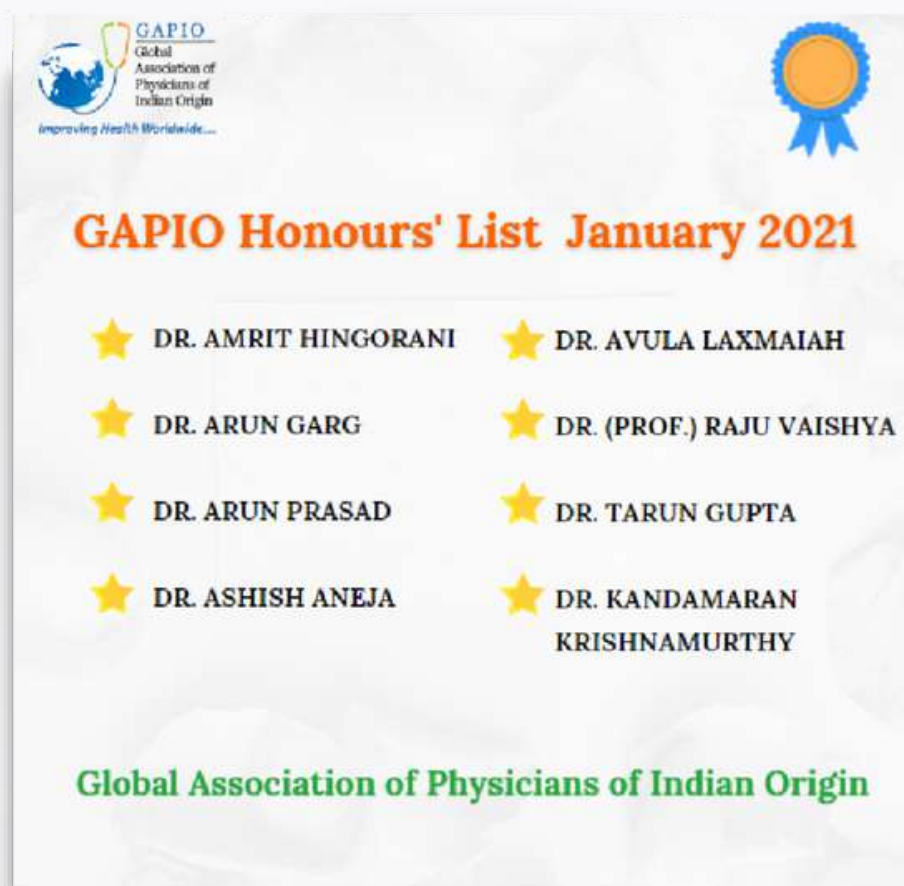 GAPIO
Global
Association of
Physicians of
Indian Origin
Improving Health Worldwide....
GAPIO Honours' List January 2021
DR. AMRIT HINGORANI
DR. ARUN GARG
DR. ARUN PRASAD
DR. ASHISH ANEJA
DR. AVULA LAXMAIAH
DR. (PROF.) RAJU VAISHYA
DR. TARUN GUPTA
DR. KANDAMARAN
KRISHNAMURTHY
Global Association of Physicians of Indian Origin